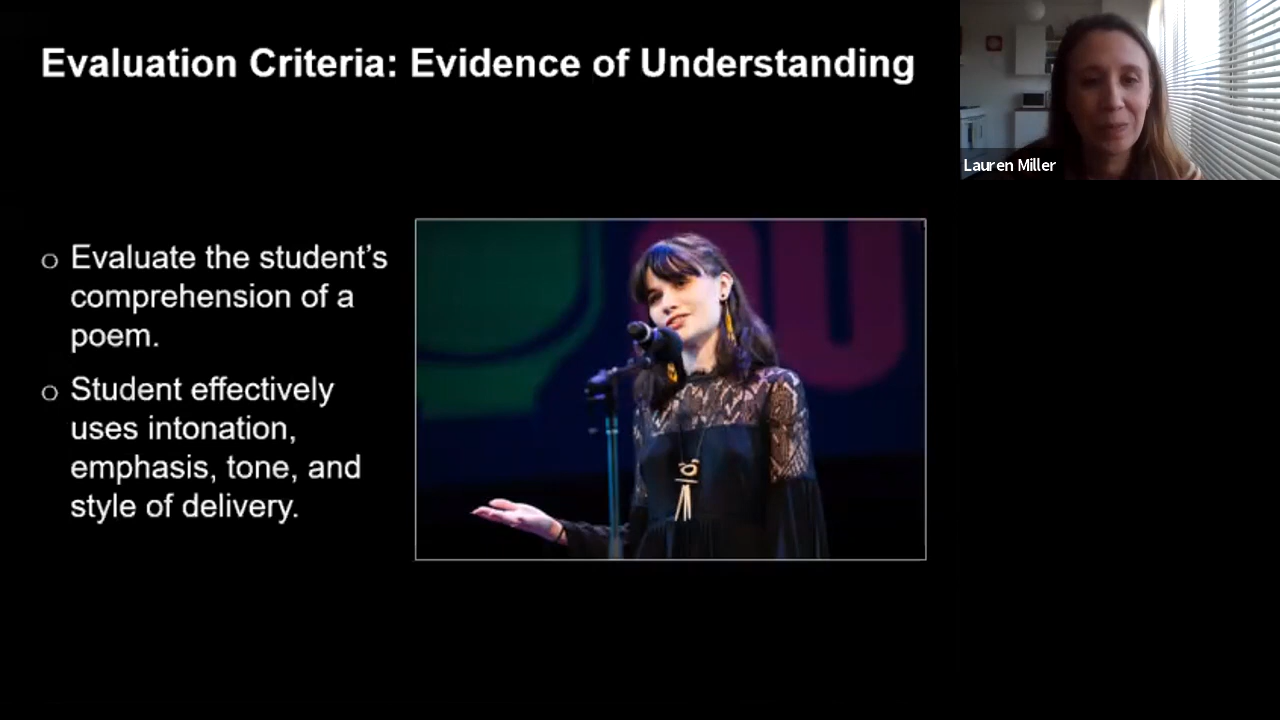 Evaluation Criteria: Evidence of Understanding
Lauren Miller
o Evaluate the student’s
comprehension of a
poem.
o Student effectively
uses intonation,
emphasis, tone, and
style of delivery.